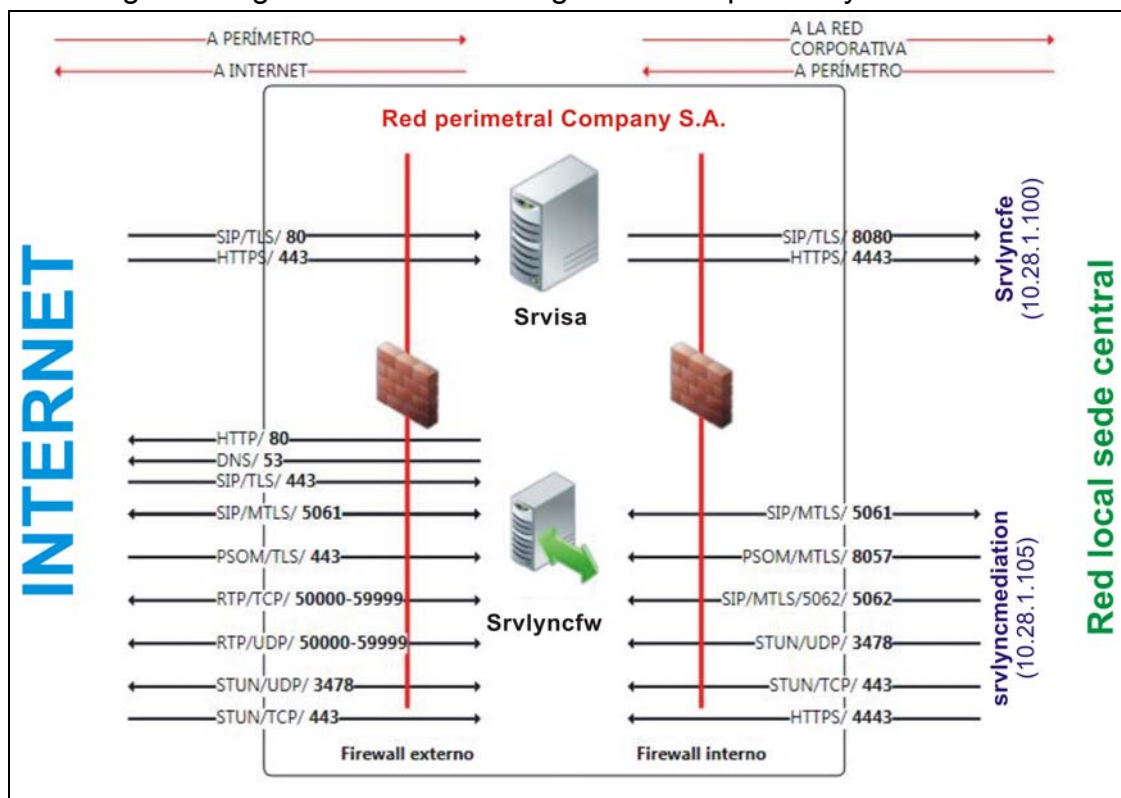 A PERÍMETRO
A INTERNET
A LA RED
CORPORATIVA
A PERÍMETRO
Red perimetral Company S.A.
INTERNET
SIP/TLS/ 80
HTTPS/ 443
SIP/TLS/ 8080
HTTPS/ 4443
Srvisa
Srvlyncfe
(10.28.1.100)
Red local sede central
HTTP/ 80
DNS/ 53
SIP/TLS/ 443
SIP/MTLS/ 5061
PSOM/TLS/ 443
RTP/TCP/ 50000-59999
RTP/UDP/ 50000-59999
STUN/UDP/ 3478
STUN/TCP/ 443
Srvlyncfw
SIP/MTLS/ 5061
PSOM/MTLS/ 8057
SIP/MTLS/5062/ 5062
STUN/UDP/ 3478
STUN/TCP/ 443
HTTPS/ 4443
srvlyncmediation
(10.28.1.105)
Firewall externo
Firewall interno